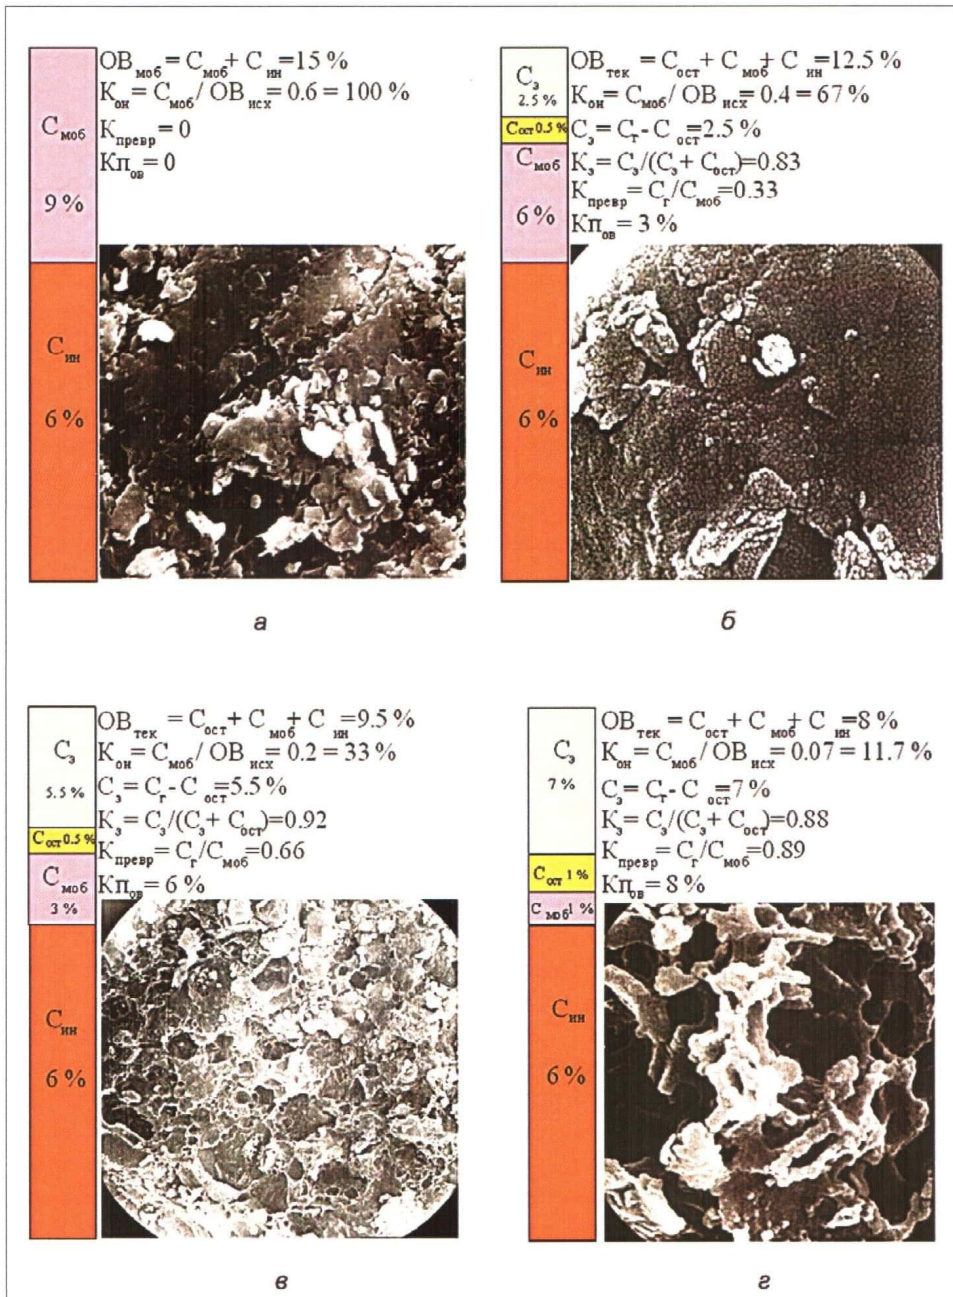 C моб
9 %
C ин
6 %
ОВ моб = C моб + C ин =15 %
К он = C моб / ОВ исх = 0.6 = 100 %
К превр = 0
Кп ов = 0
а
C э
2.5 %
C ост 0.5 %
C моб
6 %
C ин
6 %
ОВ тек = C ост + C моб + C ин =12.5 %
К он = C моб / ОВ исх = 0.4 = 67 %
C э = C г - C ост =2.5 %
К э = C э /(C э + C ост )=0.83
К превр = C г /C моб =0.33
Кп ов = 3 %
б
C э
5.5 %
C ост 0.5 %
C моб
3 %
C ин
6 %
ОВ тек = C ост + C моб + C ин =9.5 %
К он = C моб / ОВ исх = 0.2 = 33 %
C э = C г - C ост =5.5 %
К э = C э /(C э + C ост )=0.92
К превр = C г /C моб =0.66
Кп ов = 6 %
в
C э
7 %
C ост 1 %
C моб 1 %
C ин
6 %
ОВ тек = C ост + C моб + C ин =8 %
К он = C моб / ОВ исх = 0.07 = 11.7 %
C э = C г - C ост =7 %
К э = C э /(C э + C ост )=0.88
К превр = C г /C моб =0.89
Кп ов = 8 %
г